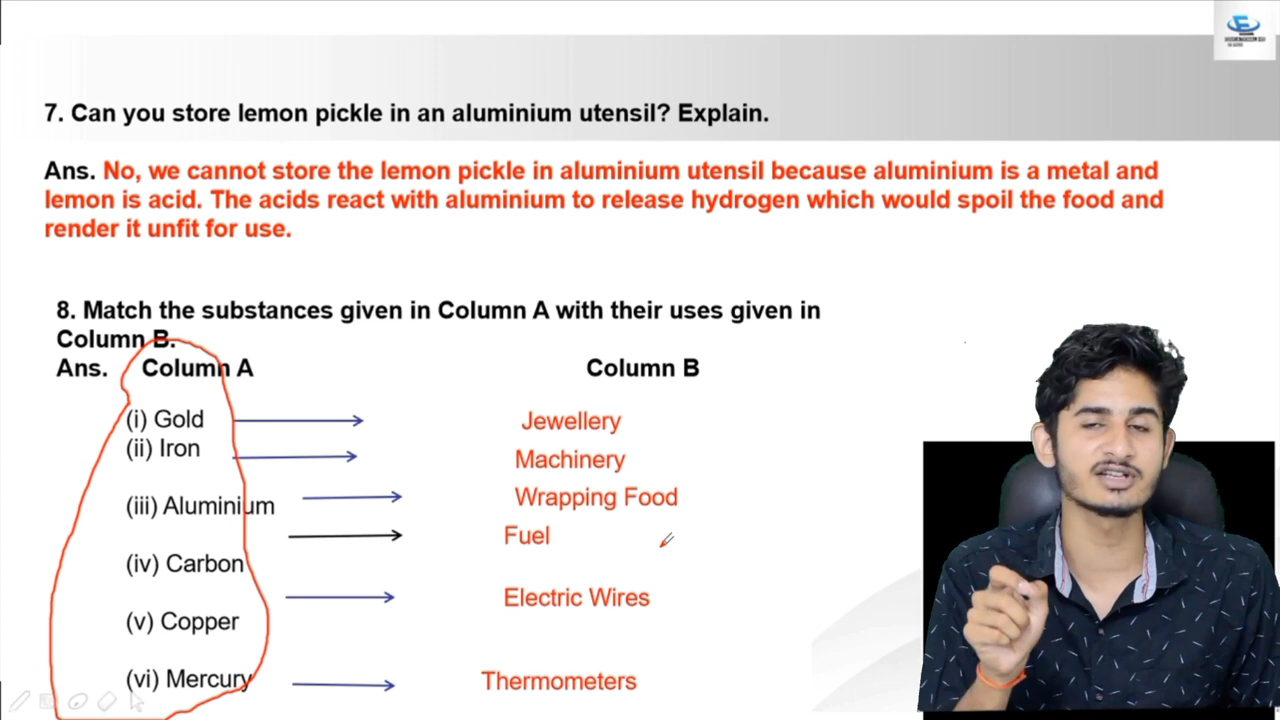 7. Can you store lemon pickle in an aluminium utensil? Explain.
Ans. No, we cannot store the lemon pickle in aluminium utensil because aluminium is a metal and
lemon is acid. The acids react with aluminium to release hydrogen which would spoil the food and
render it unfit for use.
8. Match the substances given in Column A with their uses given in
Column B.
Ans. Column A Column B
(i) Gold Jewellery
(ii) Iron Machinery
(iii) Aluminium Wrapping Food
(iv) Carbon Fuel
(v) Copper Electric Wires
(vi) Mercury Thermometers